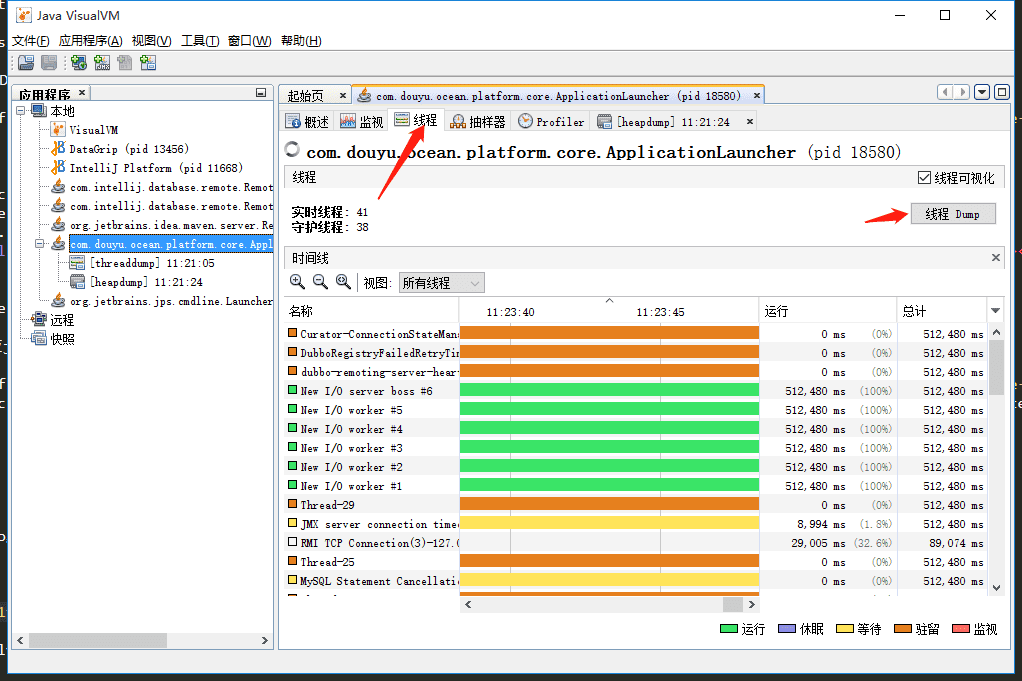 Java VisualVM
文件(F) 应用程序(A) 视图(V) 工具(T) 窗口(W) 帮助(H)
应用程序
本地
VisualVM
DataGrip (pid 13456)
IntelliJ Platform (pid 11668)
com.intellij.database.remote.Remot
com.intellij.database.remote.Remot
org.jetbrains.idea.maven.server.Re
com.douyu.ocean.platform.core.Appl
[threaddump] 11:21:05
[heapdump] 11:21:24
org.jetbrains.jps.cmdline.Launcher
远程
快照
起始页 com.douyu.ocean.platform.core.ApplicationLauncher (pid 18580)
概述 监视 线程 抽样器 Profiler [heapdump] 11:21:24
com.douyu.ocean.platform.core.ApplicationLauncher (pid 18580)
线程 线程可视化
实时线程: 41
守护线程: 38
线程 Dump
时间线
视图: 所有线程
名称 11:23:40 11:23:45 运行 总计
Curator-ConnectionStateMan 0 ms (0%) 512,480 ms
DubboRegistryFailedRetryTim 0 ms (0%) 512,480 ms
dubbo-remoting-server-hear 0 ms (0%) 512,480 ms
New I/O server boss #6 512,480 ms (100%) 512,480 ms
New I/O worker #5 512,480 ms (100%) 512,480 ms
New I/O worker #4 512,480 ms (100%) 512,480 ms
New I/O worker #3 512,480 ms (100%) 512,480 ms
New I/O worker #2 512,480 ms (100%) 512,480 ms
New I/O worker #1 512,480 ms (100%) 512,480 ms
Thread-29 0 ms (0%) 512,480 ms
JMX server connection timeo 8,994 ms (1.8%) 512,480 ms
RMI TCP Connection(3)-127.0 29,005 ms (32.6%) 89,074 ms
Thread-25 0 ms (0%) 512,480 ms
MySQL Statement Cancellatio 0 ms (0%) 512,480 ms
运行 休眠 等待 驻留 监视